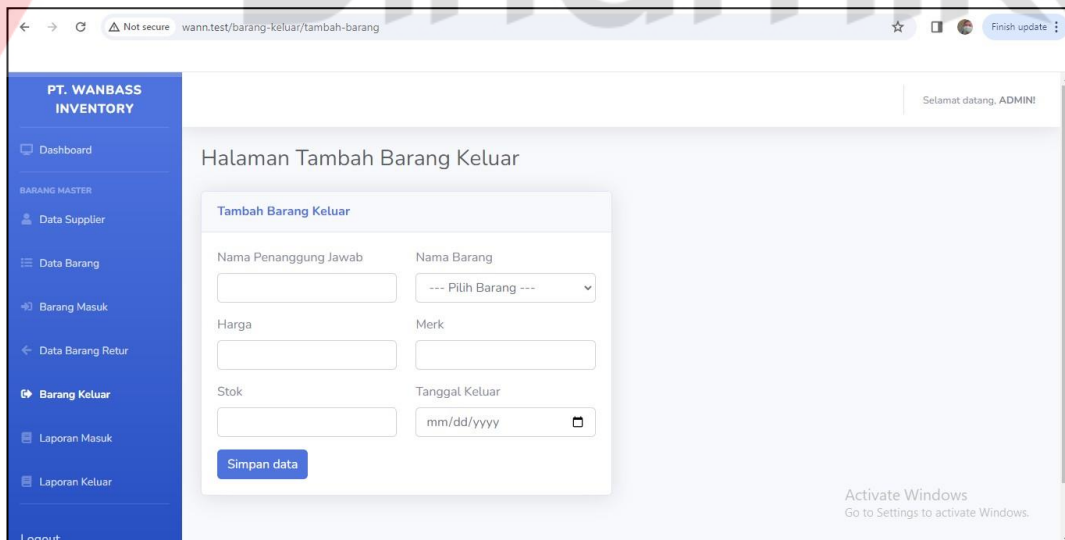 Not secure
wann.test/barang-keluar/tambah-barang
Finish update
PT. WANBASS
INVENTORY
Selamat datang, ADMIN!
Dashboard
BARANG MASTER
Data Supplier
Data Barang
Barang Masuk
Data Barang Retur
Barang Keluar
Laporan Masuk
Laporan Keluar
Logout
Halaman Tambah Barang Keluar
Tambah Barang Keluar
Nama Penanggung Jawab
Nama Barang
--- Pilih Barang ---
Harga
Merk
Stok
Tanggal Keluar
mm/dd/yyyy
Simpan data
Activate Windows
Go to Settings to activate Windows.